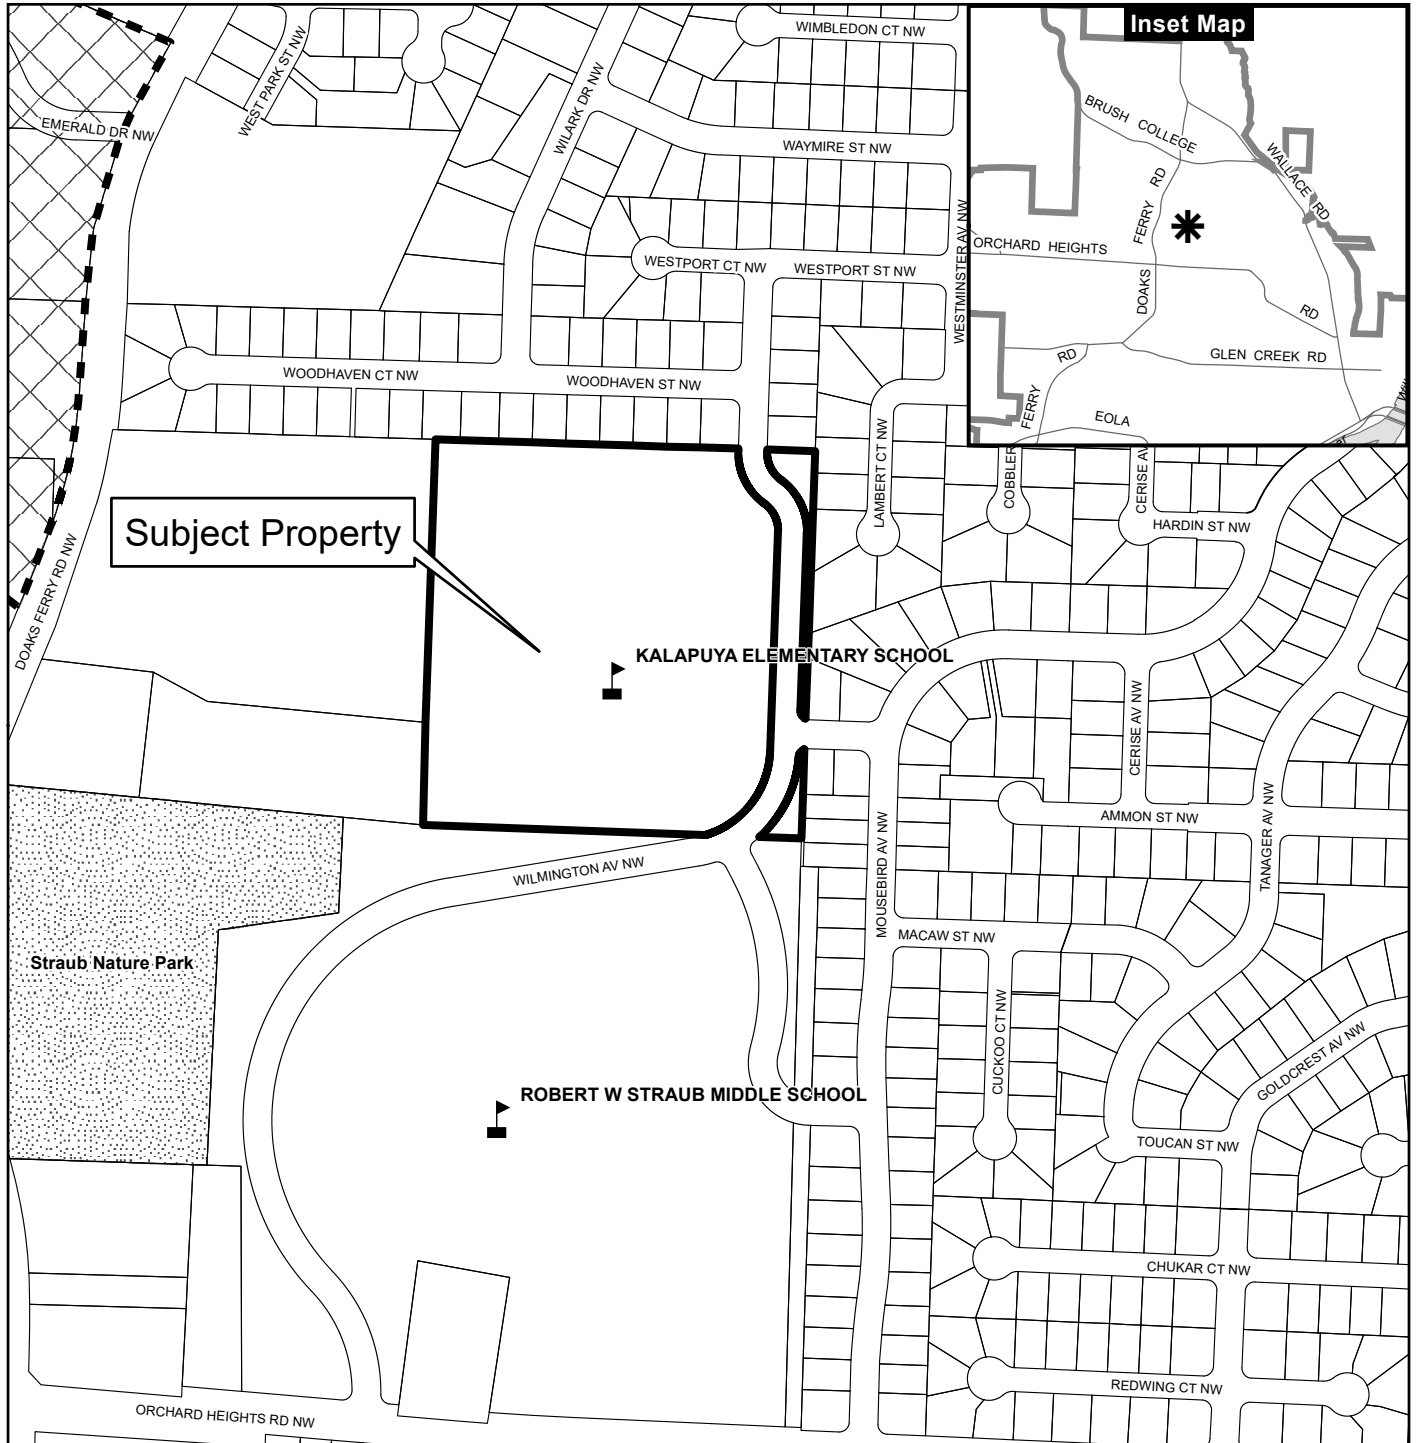 WIMBLEDON CT NW
Inset Map
WEST PARK ST NW
WILARK DR NW
EMERALD DR NW
WAYMIRE ST NW
BRUSH COLLEGE
WALLACE RD
FERRY RD
DOAKS
ORCHARD HEIGHTS
RD
GLEN CREEK RD
RD
FERRY
EOLA
WESTPORT CT NW
WESTPORT ST NW
WESTMINSTER AV NW
WOODHAVEN CT NW
WOODHAVEN ST NW
LAMBERT CT NW
COBBLER
CERISE AV
HARDIN ST NW
Subject Property
DOAKS FERRY RD NW
KALAPUYA ELEMENTARY SCHOOL
CERISE AV NW
AMMON ST NW
TANAGER AV NW
MOUSEBIRD AV NW
WILMINGTON AV NW
MACAW ST NW
Straub Nature Park
CUCKOO CT NW
GOLDCREST AV NW
ROBERT W STRAUB MIDDLE SCHOOL
TOUCAN ST NW
CHUKAR CT NW
REDWING CT NW
ORCHARD HEIGHTS RD NW